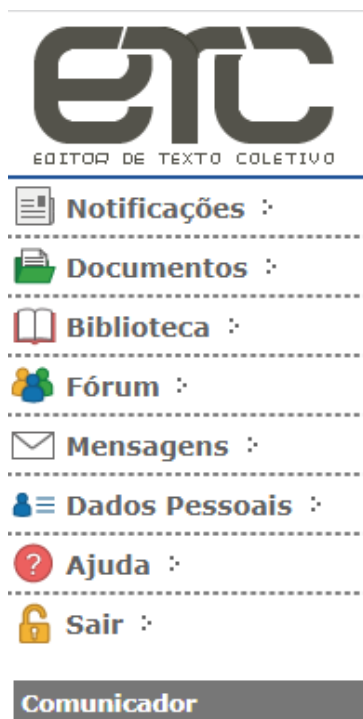 ETC
EDITOR DE TEXTO COLETIVO
Notificações
Documentos
Biblioteca
Fórum
Mensagens
Dados Pessoais
?
Ajuda
Sair
Comunicador